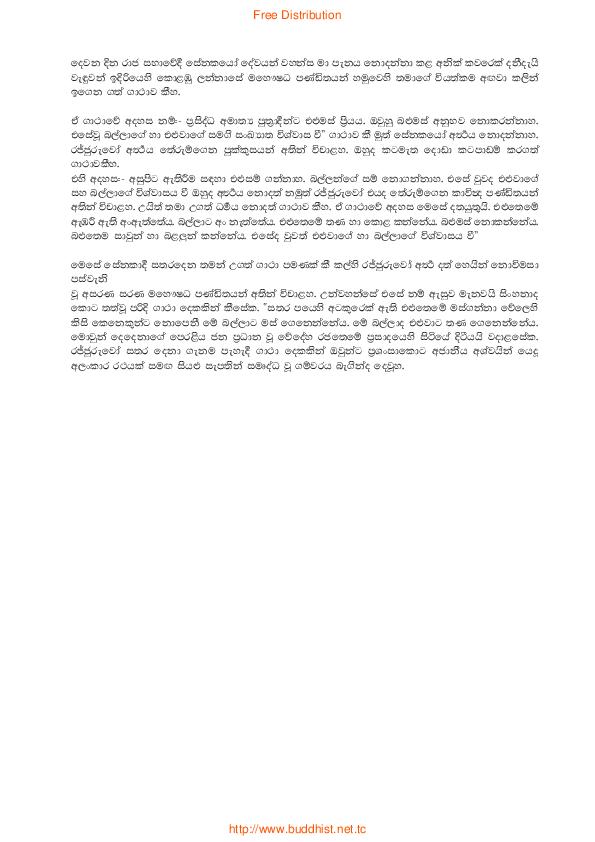 Free Distribution
දෙවන දින රාජ සභාවේදී සේනකයෝ දේවයන් වහන්ස මා පැනය නොදන්නා කළ අනික් කවරෙක් දනීදැයි
වැඳුවන් ඉදිරියෙහි කොළඹු ලන්නාසේ මහෞෂධ පණ්ඩිතයන් හමුවෙහි තමාගේ වියත්කම අඟවා කලින්
ඉගෙන ගත් ගාථාව කීහ.
ඒ ගාථාවේ අදහස නම්:- ප්‍රසිද්ධ අමාත්‍ය පුත්‍රාදීන්ට එළුමස් ප්‍රියය. ඔවුහු බළුමස් අනුභව නොකරන්නාහ.
එසේවූ බල්ලාගේ හා එළුවාගේ සමගි සංඛ්‍යාත විශ්වාස වී" ගාථාව කී මුත් සේනකයෝ අර්ථය නොදන්නාහ.
රජ්ජුරුවෝ අර්ථය තේරුම්ගෙන පුක්කුසයන් අතින් විචාළහ. ඔහුද කටමැත දොඩා කටපාඩම් කරගත්
ගාථාවකීහ.
එහි අදහස:- අසුපිට ඇතිරීම සඳහා එළුසම් ගන්නාහ. බල්ලන්ගේ සම් නොගන්නාහ. එසේ වුවද එළුවාගේ
සහ බල්ලාගේ විශ්වාසය වී ඔහුද අර්ථය නොදත් නමුත් රජ්ජුරුවෝ එයද තේරුම්ගෙන කාවින්‍ද පණ්ඩිතයන්
අතින් විචාළහ. උයිත් තමා උගත් ධර්‍මය නොදත් ගාථාව කීහ. ඒ ගාථාවේ අදහස මෙසේ දතයුතුයි. එළුතෙමේ
ඇඹරි ඇති අංඇත්තේය. බල්ලාට අං නැත්තේය. එළුතෙමේ තණ හා කොළ කන්නේය. බළුමස් නොකන්නේය.
බළුතෙම සාවුන් හා බළලුන් කන්නේය. එසේද වුවත් එළුවාගේ හා බල්ලාගේ විශ්වාසය වී"
මෙසේ සේනකාදී සතරදෙන තමන් උගත් ගාථා පමණක් කී කල්හි රජ්ජුරුවෝ අර්ථ දත් හෙයින් නොවිමසා
පස්වැනි
වූ අසරණ සරණ මහෞෂධ පණ්ඩිතයන් අතින් විචාළහ. උන්වහන්සේ එසේ නම් ඇසුව මැනවයි සිංහනාද
කොට තත්වූ පරිදි ගාථා දෙකකින් කීසේක. "සතර පයෙහි අටකුරෙක් ඇති එළුතෙමේ මස්ගන්නා වේලෙහි
කිසි කෙනෙකුන්ට නොපෙනී මේ බල්ලාට මස් ගෙනෙන්නේය. මේ බල්ලාද එළුවාට තණ ගෙනෙන්නේය.
මොවුන් දෙදෙනාගේ පෙරළිය ජන ප්‍රධාන වූ වේදේහ රජතෙමේ ප්‍රසාදයෙහි සිටියේ දිටීයයි වදාළසේක.
රජ්ජුරුවෝ සතර දෙනා ගැනම පැහැදී ගාථා දෙකකින් ඔවුන්ට ප්‍රශංසාකොට අජානීය අශ්වයින් යෙදූ
අලංකාර රථයක් සමඟ සියළු සැපතින් සමෘද්ධ වූ ගම්වරය බැගින්ද දෙවූහ.
http://www.buddhist.net.tc